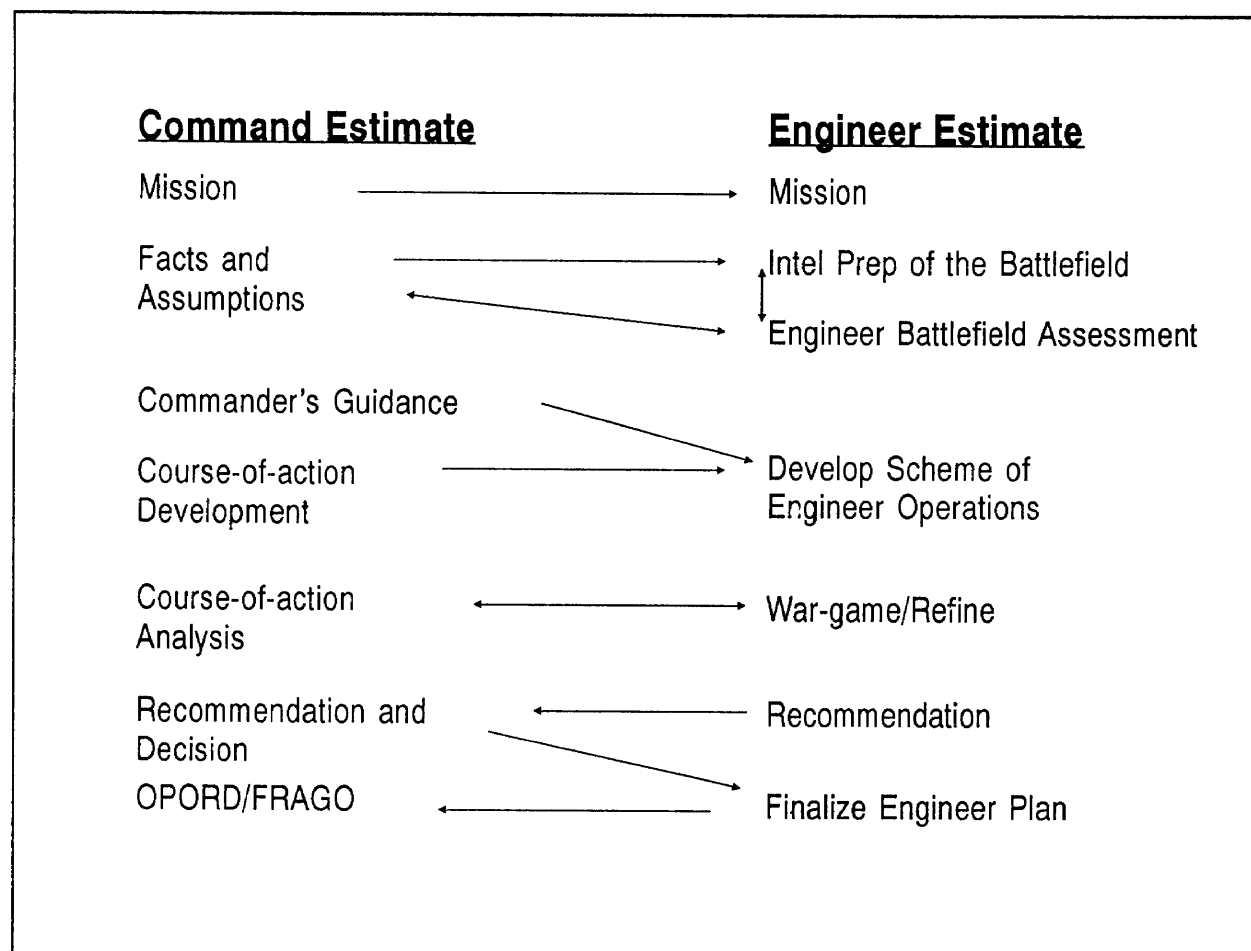 Command Estimate
Engineer Estimate
Mission
Mission
Facts and
Assumptions
Intel Prep of the Battlefield
Engineer Battlefield Assessment
Commander's Guidance
Course-of-action
Development
Develop Scheme of
Engineer Operations
Course-of-action
Analysis
War-game/Refine
Recommendation and
Decision
Recommendation
OPORD/FRAGO
Finalize Engineer Plan